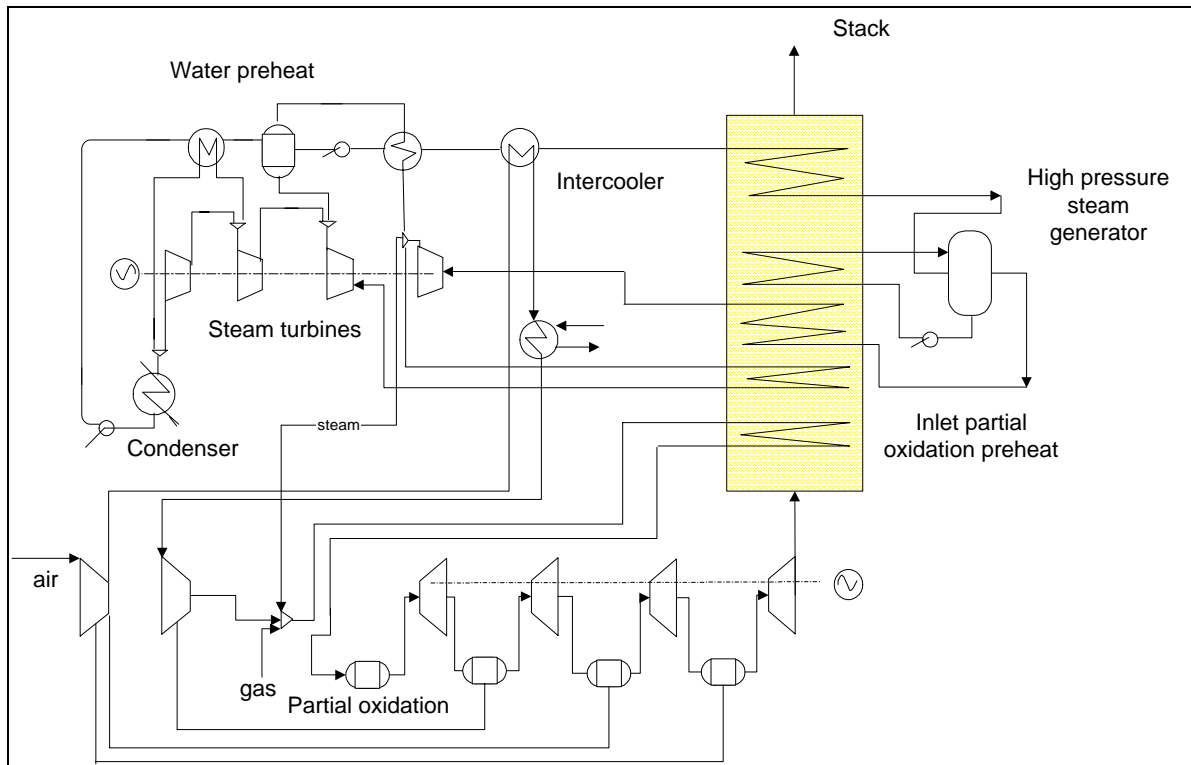 Stack
Water preheat
Intercooler
High pressure
steam
generator
Steam turbines
steam
Condenser
Inlet partial
oxidation preheat
air
gas
Partial oxidation